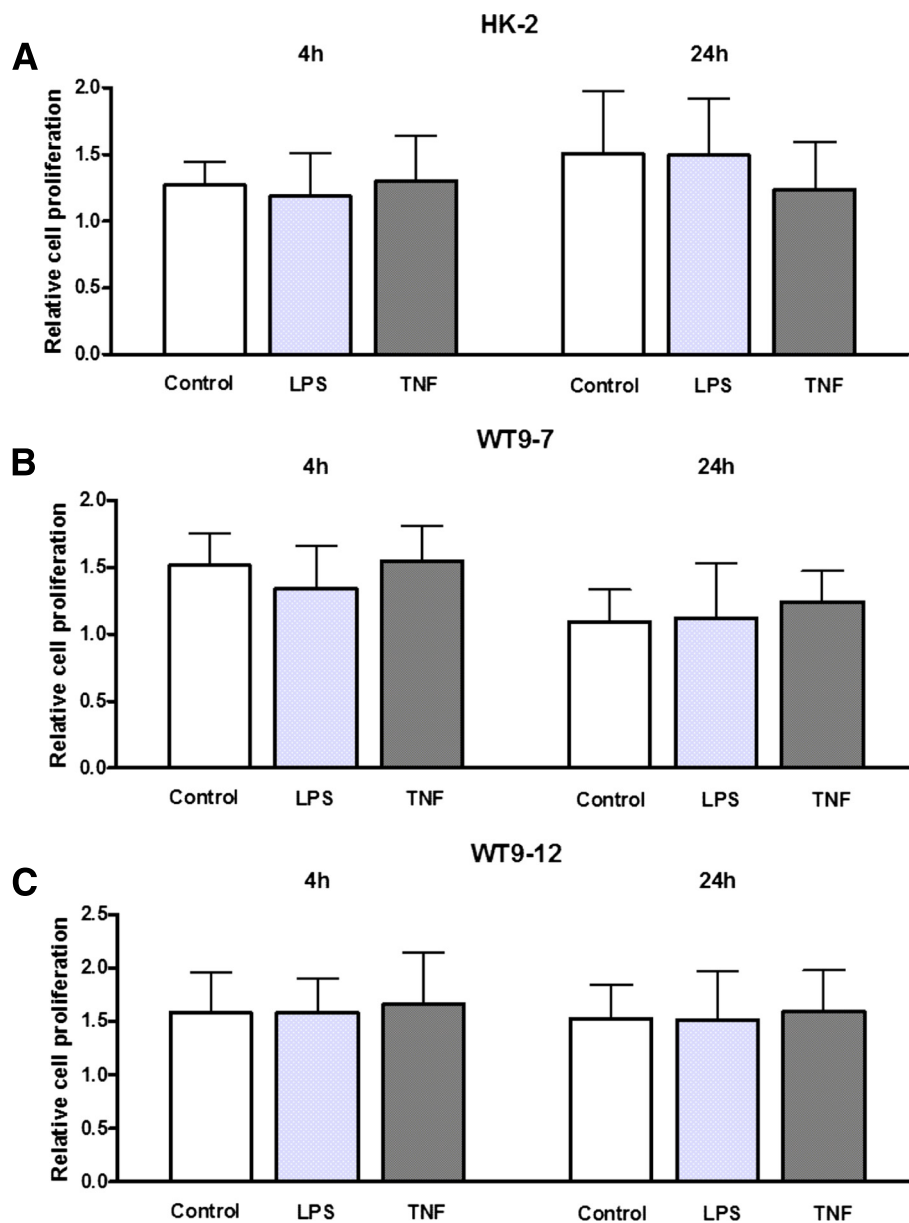 HK-2
A
4h 24h
Relative cell proliferation
2.0
1.5
1.0
0.5
0.0
Control LPS TNF Control LPS TNF
WT9-7
B
4h 24h
Relative cell proliferation
2.0
1.5
1.0
0.5
0.0
Control LPS TNF Control LPS TNF
WT9-12
C
4h 24h
Relative cell proliferation
2.5
2.0
1.5
1.0
0.5
0.0
Control LPS TNF Control LPS TNF